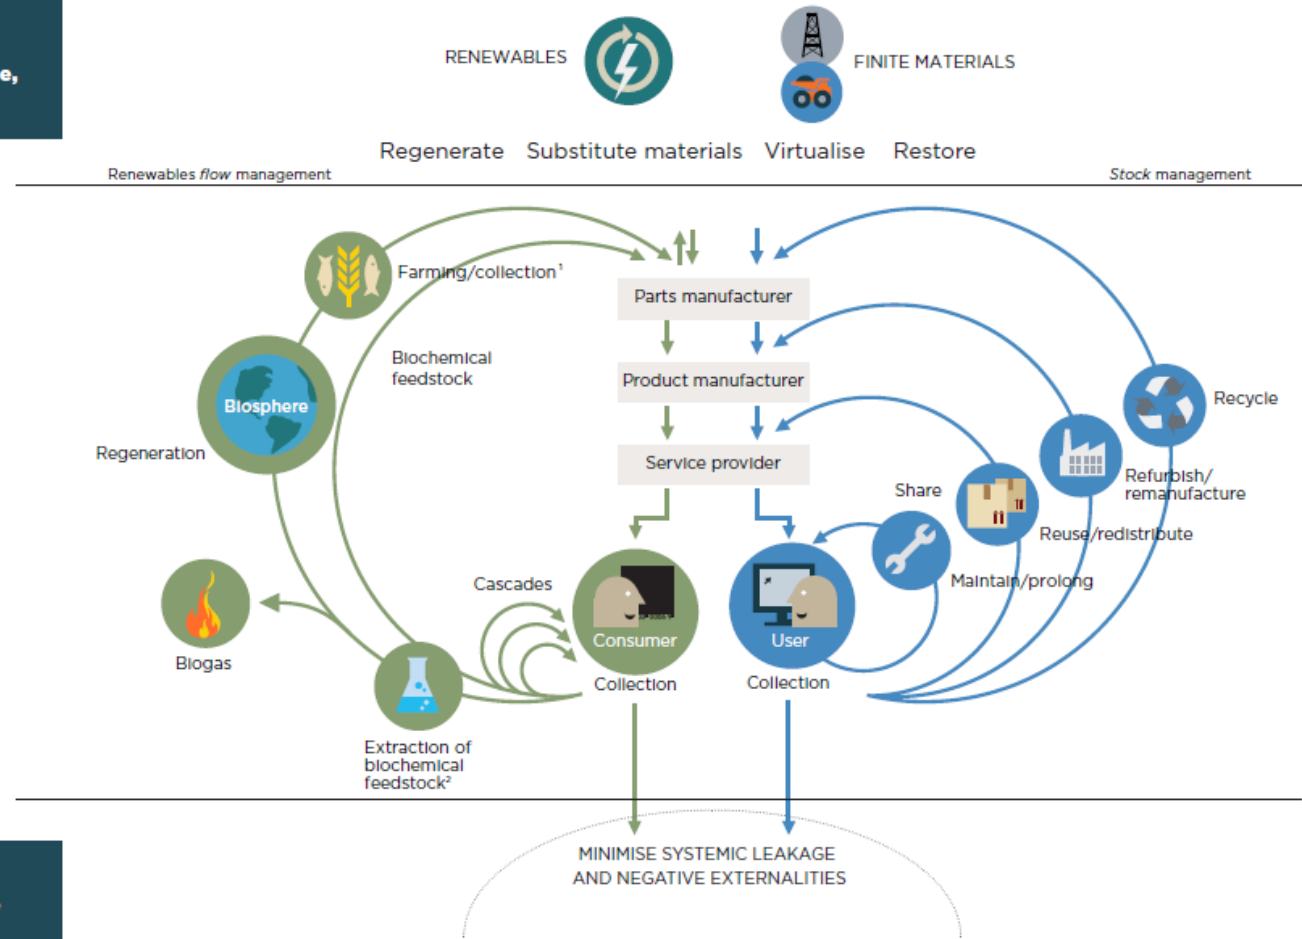 e,
RENEWABLES
FINITE MATERIALS
Regenerate Substitute materials Virtualise Restore
Renewables flow management
Stock management
Farming/collection¹
Parts manufacturer
Biochemical
feedstock
Product manufacturer
Biosphere
Recycle
Regeneration
Service provider
Refurbish/
remanufacture
Share
Reuse/redistribute
Cascades
Maintain/prolong
Consumer
User
Biogas
Collection
Collection
Extraction of
biochemical
feedstock²
MINIMISE SYSTEMIC LEAKAGE
AND NEGATIVE EXTERNALITIES